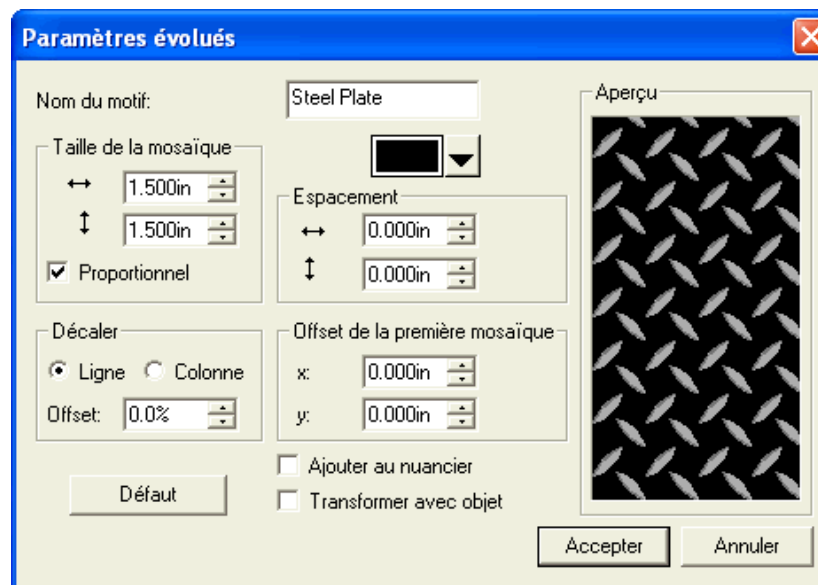 Paramètres évolués
Nom du motif:
Steel Plate
Aperçu
Taille de la mosaïque
1.500in
1.500in
Proportionnel
Espacement
0.000in
0.000in
Décaler
Ligne
Colonne
Offset:
0.0%
Offset de la première mosaïque
x:
0.000in
y:
0.000in
Défaut
Ajouter au nuancier
Transformer avec objet
Accepter
Annuler